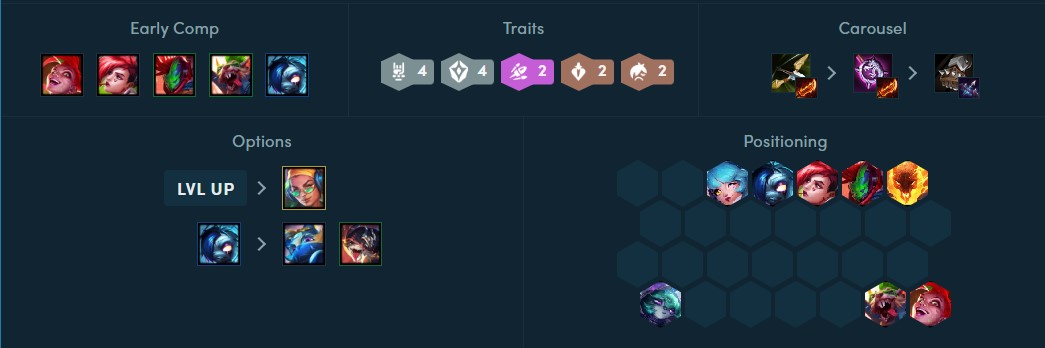 Early Comp
Traits
Carousel
4
4
2
2
2
Options
Positioning
LVL UP